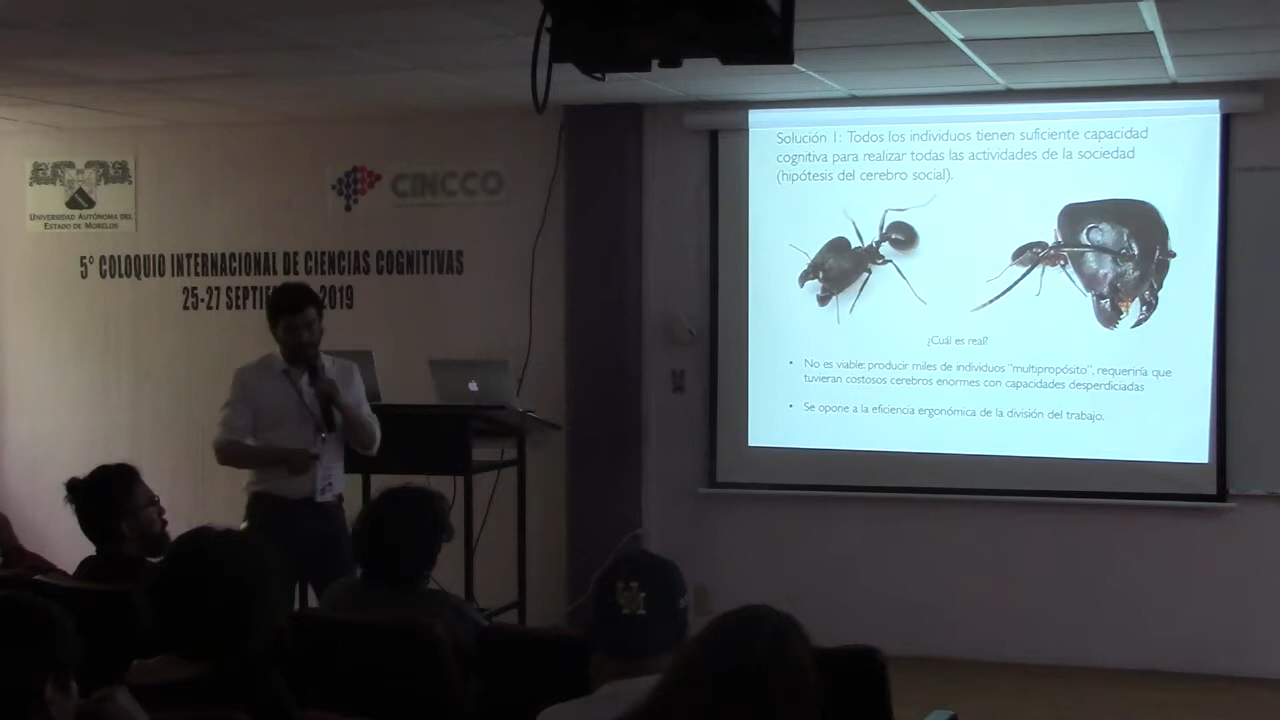 UNIVERSIDAD AUTÓNOMA DEL
ESTADO DE MORELOS
CINCCO
5° COLOQUIO INTERNACIONAL DE CIENCIAS COGNITIVAS
25-27 2019
Solución 1: Todos los individuos tienen suficiente capacidad
cognitiva para realizar todas las actividades de la sociedad
(hipótesis del cerebro social).
¿Cuál es real?
• No es viable: producir miles de individuos "multipropósito", requeriría que
tuvieran costosos cerebros enormes con capacidades desperdiciadas
• Se opone a la eficiencia ergonómica de la división del trabajo.